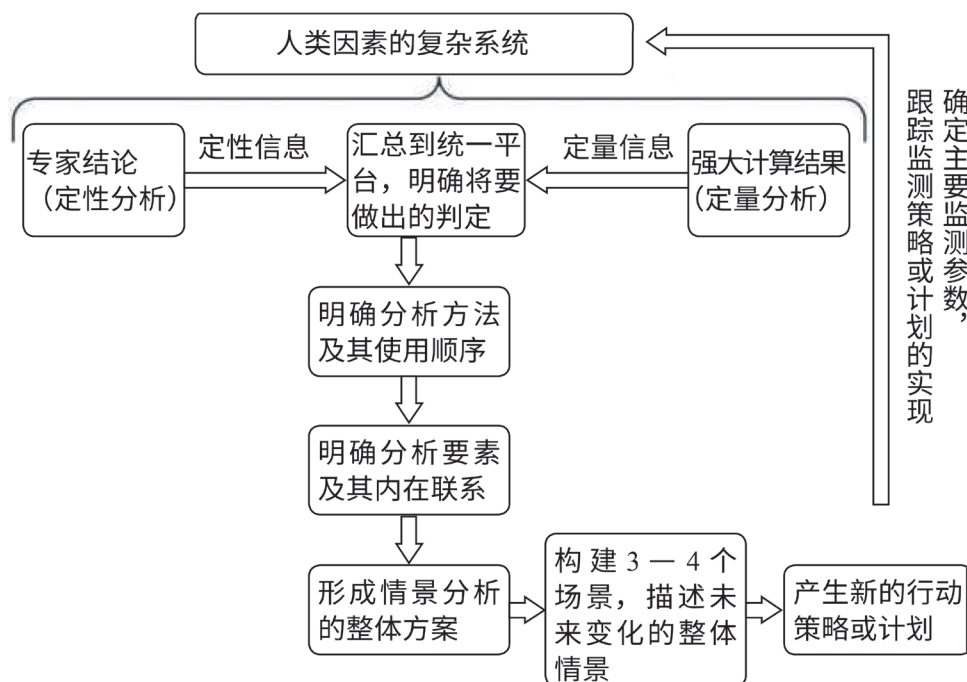 人类因素的复杂系统
专家结论
（定性分析）
定性信息
汇总到统一平
台，明确将要
做出的判定
定量信息
强大计算结果
（定量分析）
确定主要监测参数，
跟踪监测策略或计划的实现
明确分析方法
及其使用顺序
明确分析要素
及其内在联系
形成情景分析
的整体方案
构建3—4个
场景，描述未
来变化的整体
情景
产生新的行动
策略或计划